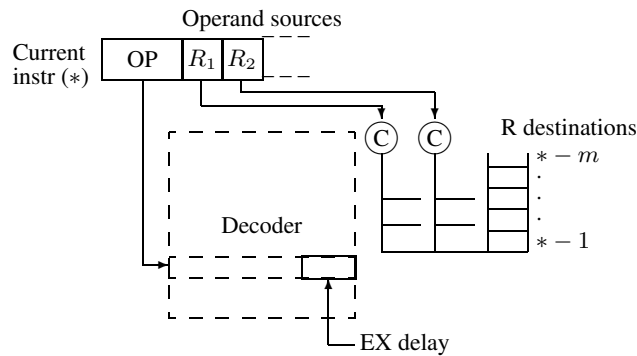 Operand sources
Current
instr (∗)
OP R₁ R₂
C C
R destinations
∗ − m
·
·
·
∗ − 1
Decoder
EX delay